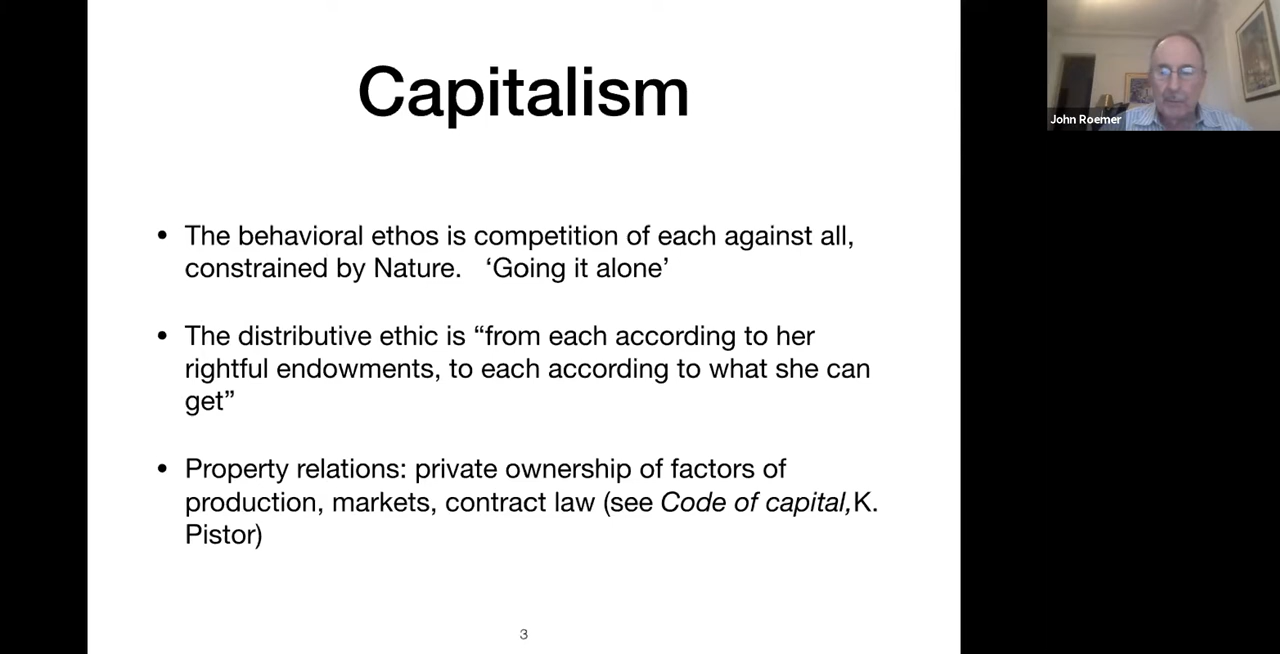 Capitalism
• The behavioral ethos is competition of each against all,
constrained by Nature. ‘Going it alone’
• The distributive ethic is “from each according to her
rightful endowments, to each according to what she can
get”
• Property relations: private ownership of factors of
production, markets, contract law (see Code of capital,K.
Pistor)
3
John Roemer